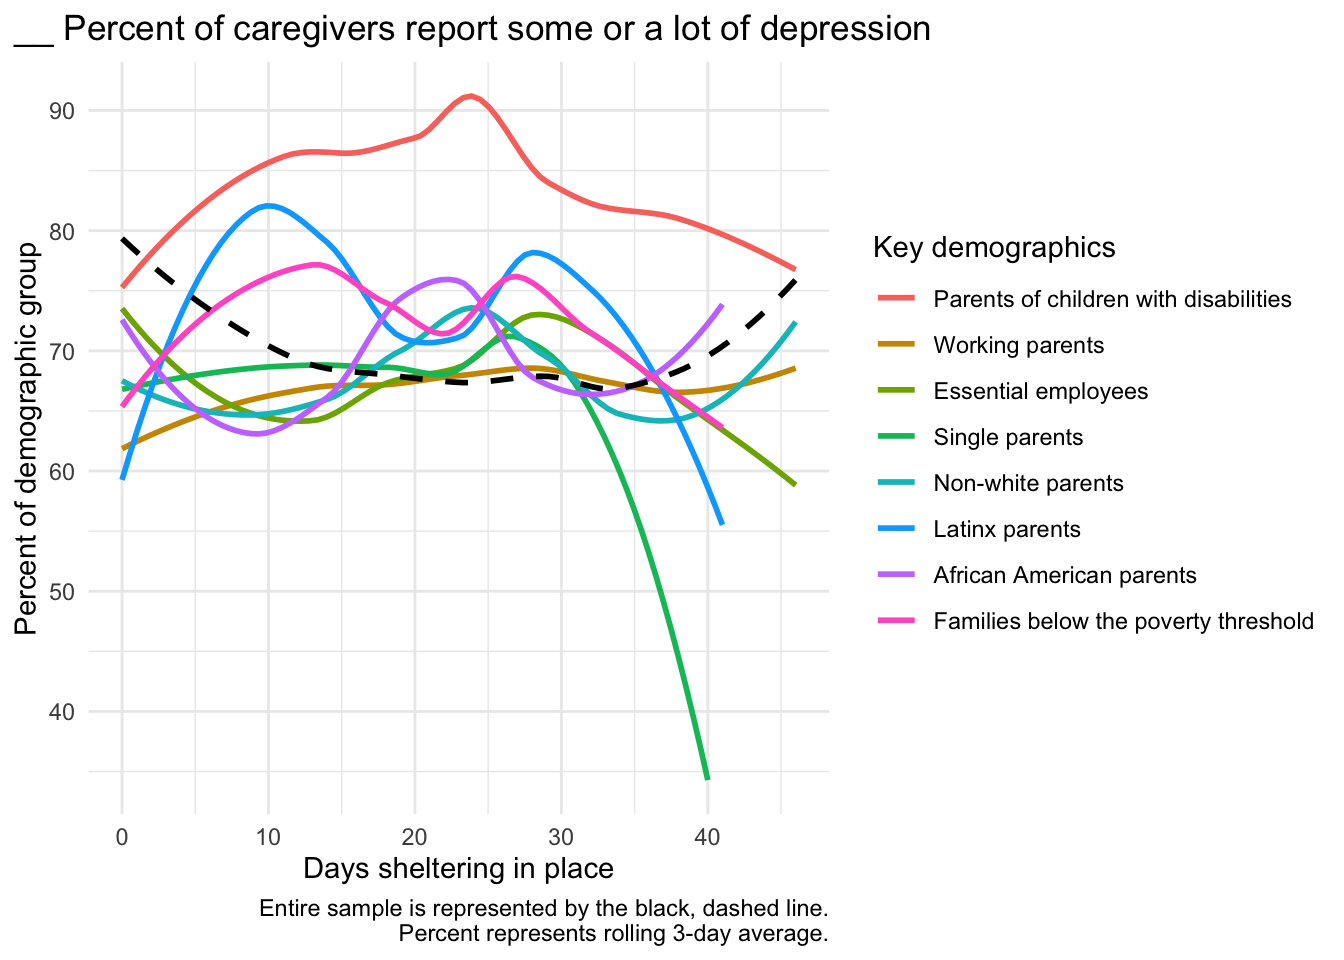 __ Percent of caregivers report some or a lot of depression
Percent of demographic group
90
80
70
60
50
40
0 10 20 30 40
Days sheltering in place
Key demographics
Parents of children with disabilities
Working parents
Essential employees
Single parents
Non-white parents
Latinx parents
African American parents
Families below the poverty threshold
Entire sample is represented by the black, dashed line.
Percent represents rolling 3-day average.